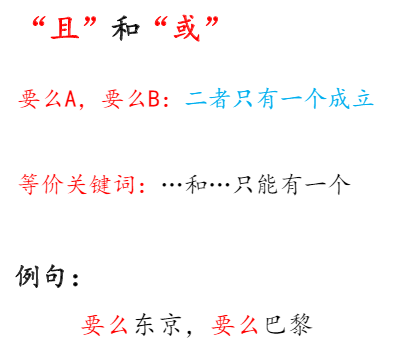 “且”和“或”
要么A，要么B：二者只有一个成立
等价关键词：…和…只能有一个
例句：
要么东京，要么巴黎